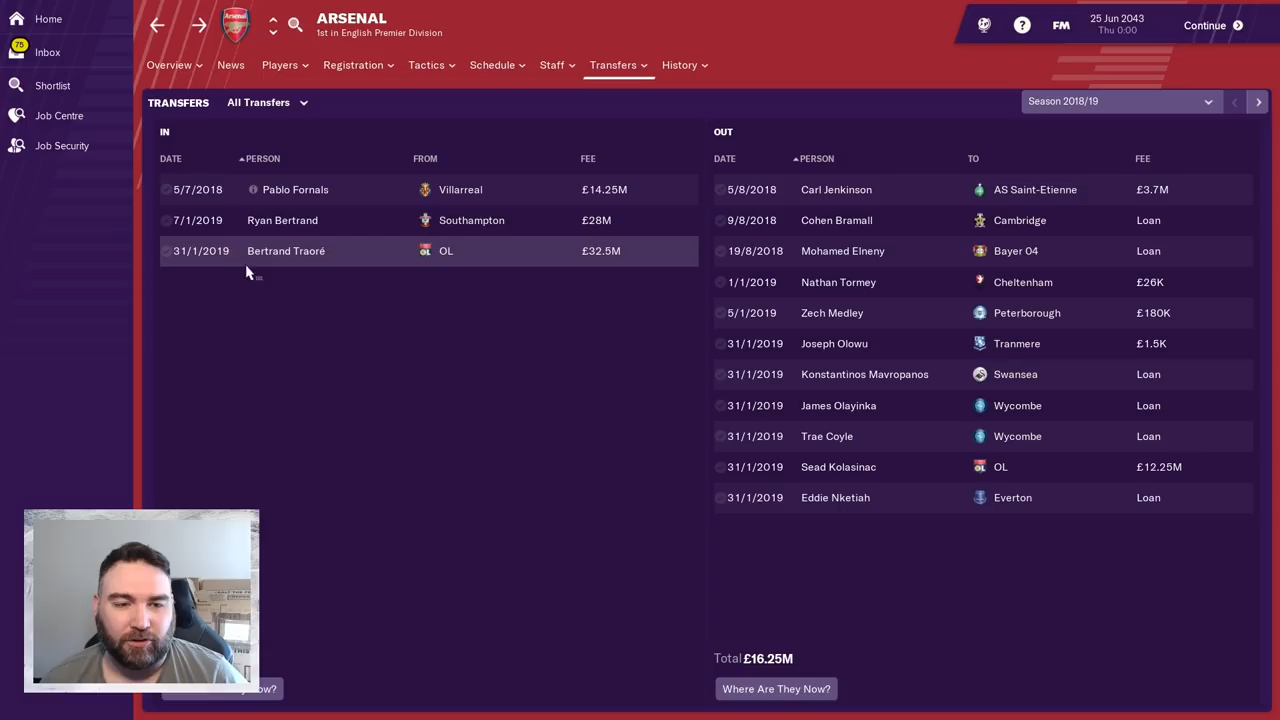 Home
75
Inbox
Shortlist
Job Centre
Job Security
Arsenal
ARSENAL
1st in English Premier Division
?
FM
25 Jun 2043
Thu 0:00
Continue
Overview
News
Players
Registration
Tactics
Schedule
Staff
Transfers
History
TRANSFERS All Transfers
Season 2018/19
IN
DATE PERSON FROM FEE
5/7/2018 Pablo Fornals Villarreal £14.25M
7/1/2019 Ryan Bertrand Southampton £28M
31/1/2019 Bertrand Traoré OL £32.5M
OUT
DATE PERSON TO FEE
5/8/2018 Carl Jenkinson AS Saint-Etienne £3.7M
9/8/2018 Cohen Bramall Cambridge Loan
19/8/2018 Mohamed Elneny Bayer 04 Loan
1/1/2019 Nathan Tormey Cheltenham £26K
5/1/2019 Zech Medley Peterborough £180K
31/1/2019 Joseph Olowu Tranmere £1.5K
31/1/2019 Konstantinos Mavropanos Swansea Loan
31/1/2019 James Olayinka Wycombe Loan
31/1/2019 Trae Coyle Wycombe Loan
31/1/2019 Sead Kolasinac OL £12.25M
31/1/2019 Eddie Nketiah Everton Loan
Total £16.25M
Where Are They Now?